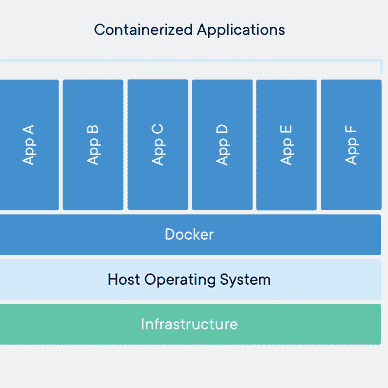 Containerized Applications
App A
App B
App C
App D
App E
App F
Docker
Host Operating System
Infrastructure